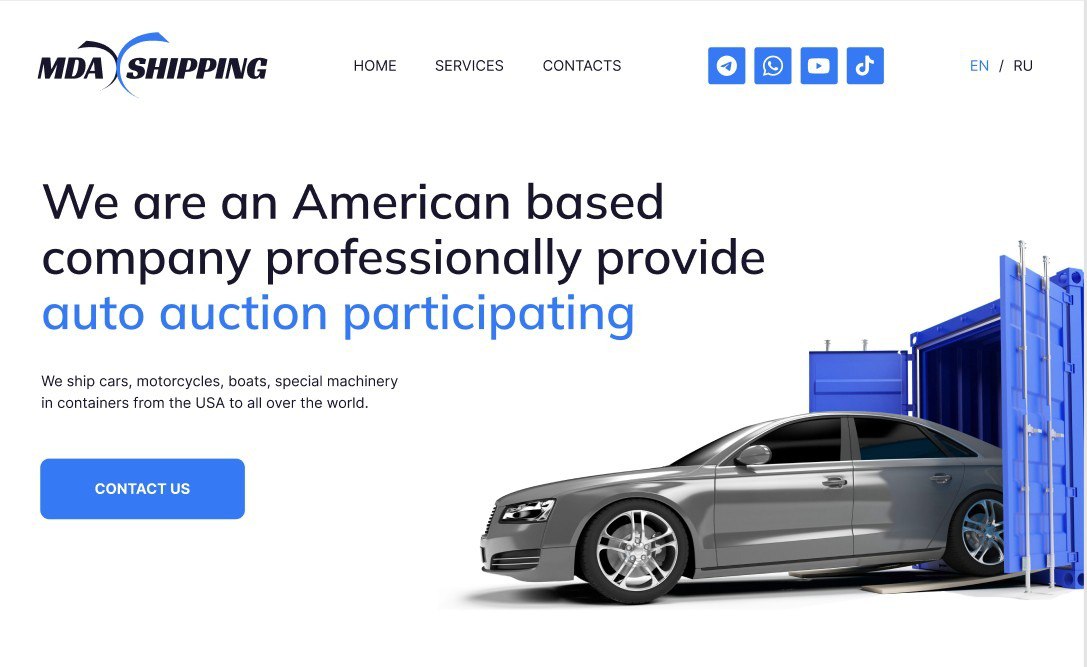 MDA SHIPPING
HOME SERVICES CONTACTS
EN / RU
We are an American based
company professionally provide
auto auction participating
We ship cars, motorcycles, boats, special machinery
in containers from the USA to all over the world.
CONTACT US